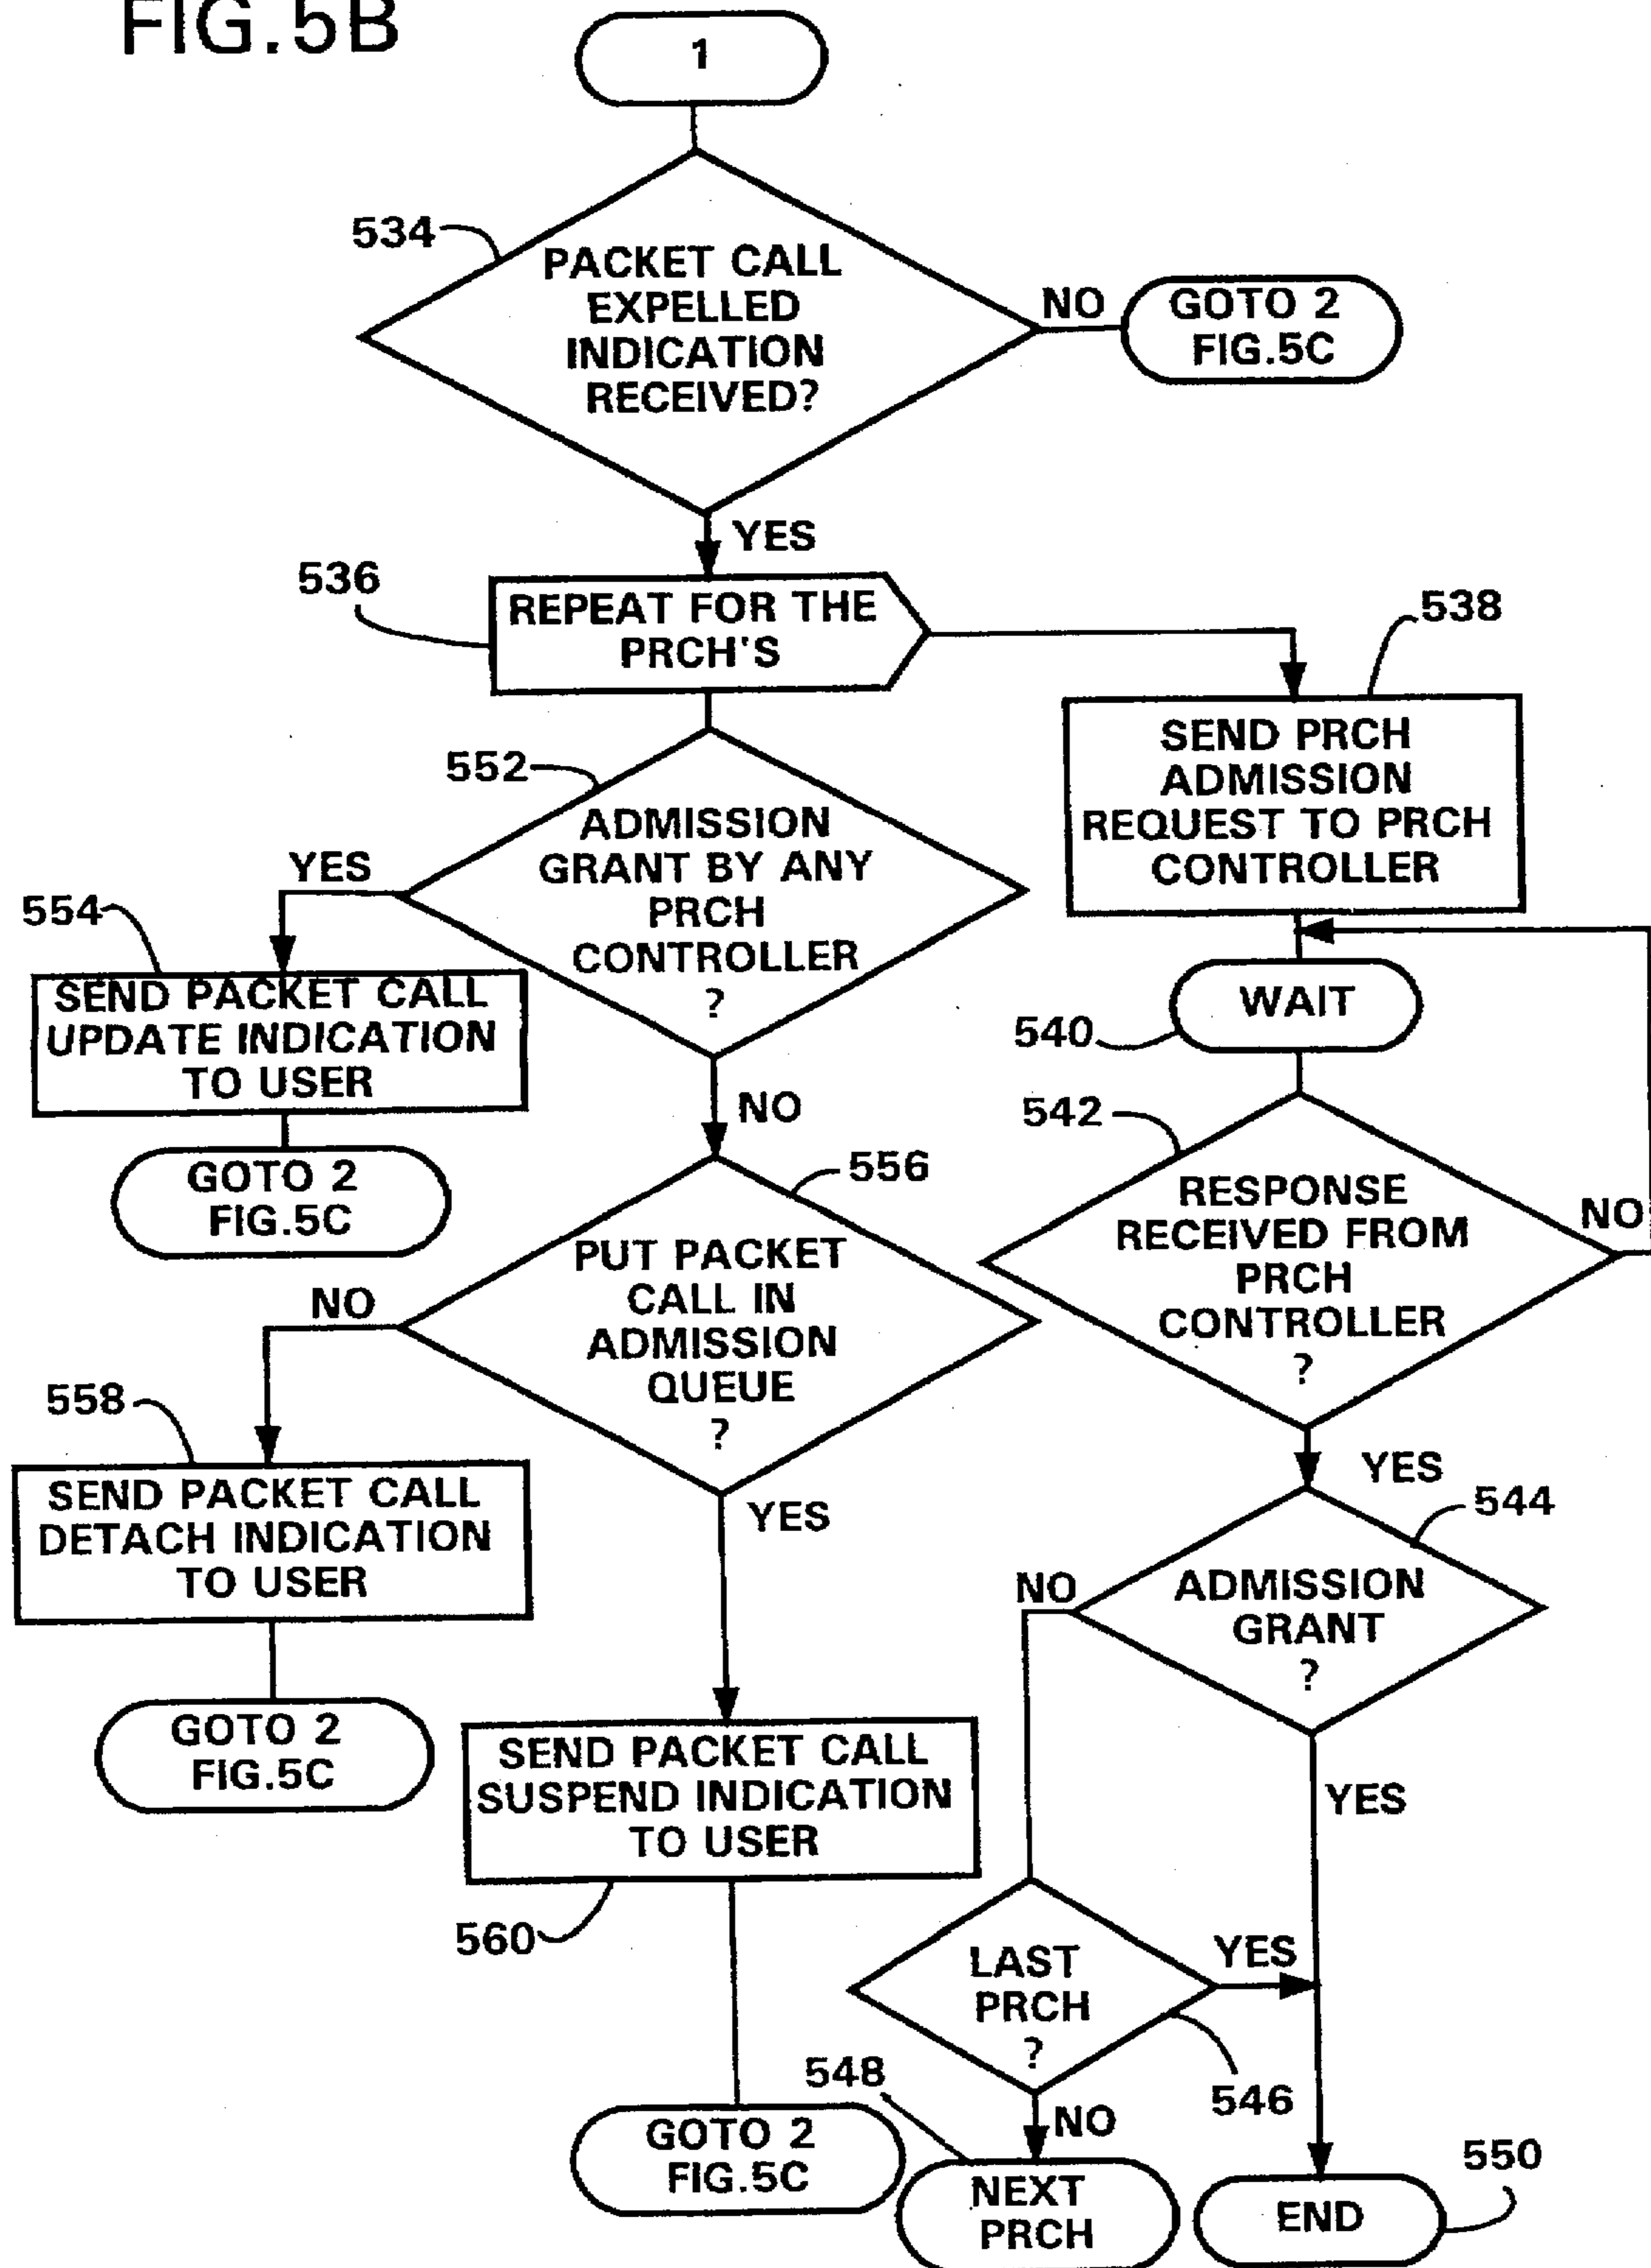 FIG.5B
1
534
PACKET CALL
EXPELLED
INDICATION
RECEIVED?
NO
GOTO 2
FIG.5C
YES
536
REPEAT FOR THE
PRCH'S
538
SEND PRCH
ADMISSION
REQUEST TO PRCH
CONTROLLER
552
ADMISSION
GRANT BY ANY
PRCH
CONTROLLER
?
YES
554
SEND PACKET CALL
UPDATE INDICATION
TO USER
GOTO 2
FIG.5C
NO
WAIT
540
542
RESPONSE
RECEIVED FROM
PRCH
CONTROLLER
?
NO
YES
556
PUT PACKET
CALL IN
ADMISSION
QUEUE
?
NO
558
SEND PACKET CALL
DETACH INDICATION
TO USER
GOTO 2
FIG.5C
YES
544
ADMISSION
GRANT
?
NO
YES
SEND PACKET CALL
SUSPEND INDICATION
TO USER
560
GOTO 2
FIG.5C
LAST
PRCH
?
YES
546
548
NO
NEXT
PRCH
550
END